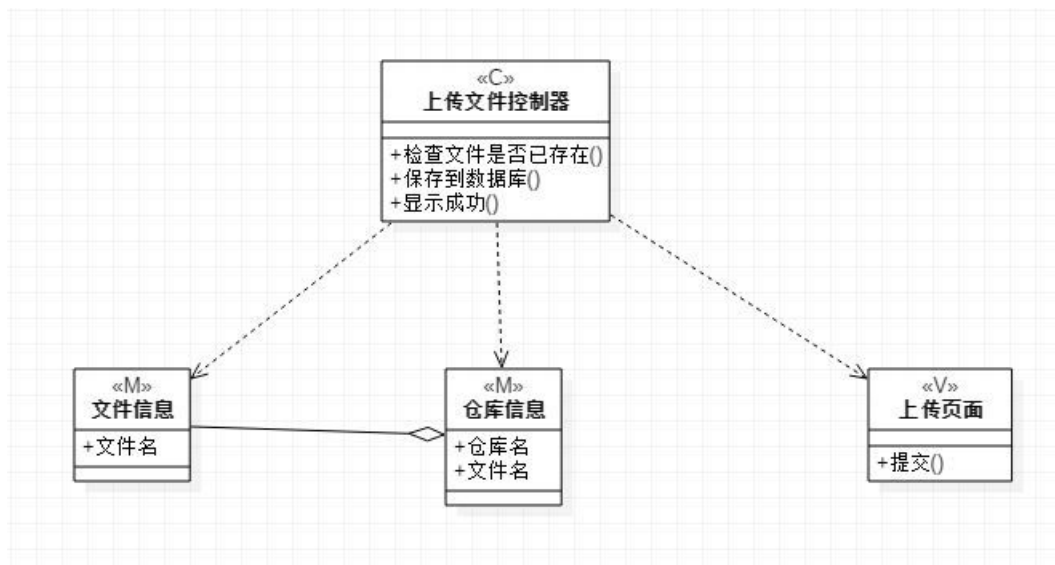 «C»
上传文件控制器
+检查文件是否已存在()
+保存到数据库()
+显示成功()
«M»
文件信息
+文件名
«M»
仓库信息
+仓库名
+文件名
«V»
上传页面
+提交()